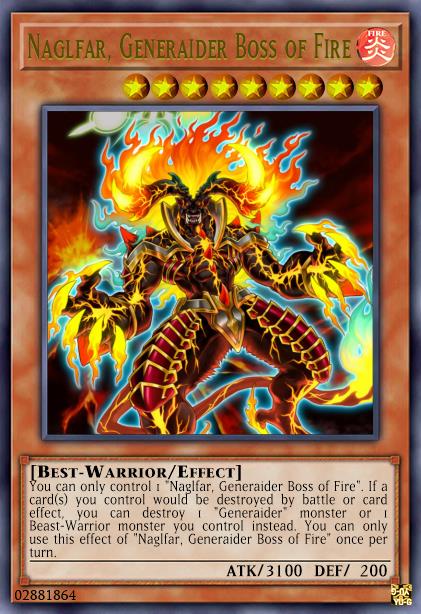 Naglfar, Generaider Boss of Fire
FIRE
炎
[Best-Warrior/Effect]
You can only control 1 "Naglfar, Generaider Boss of Fire". If a
card(s) you control would be destroyed by battle or card
effect, you can destroy 1 "Generaider" monster or 1
Beast-Warrior monster you control instead. You can only
use this effect of "Naglfar, Generaider Boss of Fire" once per
turn.
ATK/3100 DEF/ 200
02881864